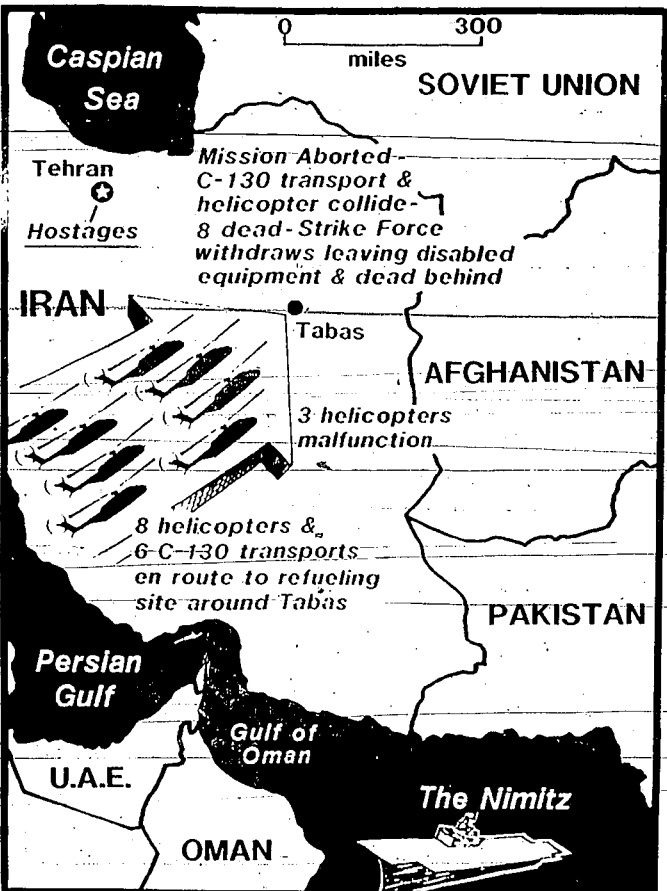 0 300
miles
Caspian
Sea
SOVIET UNION
Tehran
Hostages
Mission Aborted-
C-130 transport &
helicopter collide-
8 dead-Strike Force
withdraws leaving disabled
equipment & dead behind
IRAN
Tabas
AFGHANISTAN
3 helicopters
malfunction
8 helicopters &
6 C-130 transports
en route to refueling
site around Tabas
PAKISTAN
Persian
Gulf
Gulf of
Oman
U.A.E.
The Nimitz
OMAN